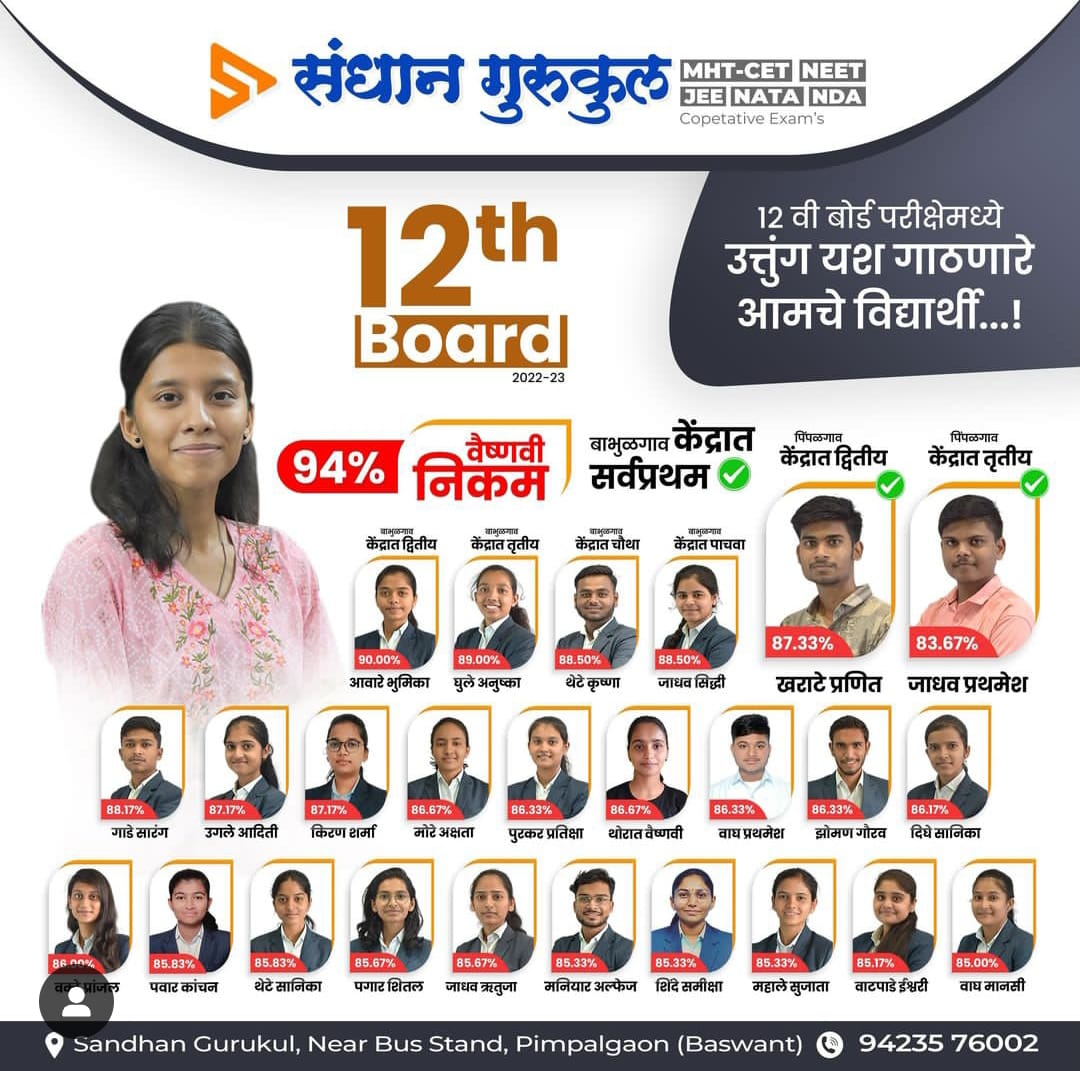 संधान गुरुकुल
MHT-CET NEET
JEE NATA NDA
Copetative Exam's
12 वी बोर्ड परीक्षेमध्ये
उत्तुंग यश गाठणारे
आमचे विद्यार्थी...!
12th
Board
2022-23
94%
वैष्णवी
निकम
बाभुळगाव केंद्रात
सर्वप्रथम
पिंपळगाव
केंद्रात द्वितीय
पिंपळगाव
केंद्रात तृतीय
बाभुळगाव
केंद्रात द्वितीय
बाभुळगाव
केंद्रात तृतीय
बाभुळगाव
केंद्रात चौथा
बाभुळगाव
केंद्रात पाचवा
90.00%
89.00%
88.50%
88.50%
87.33%
83.67%
आवारे भुमिका
घुले अनुष्का
थेटे कृष्णा
जाधव सिद्धी
खराटे प्रणित
जाधव प्रथमेश
88.17%
87.17%
87.17%
86.67%
86.33%
86.67%
86.33%
86.33%
86.17%
गाडे सारंग
उगले आदिती
किरण शर्मा
मोरे अक्षता
पुरकर प्रतिक्षा
थोरात वैष्णवी
वाघ प्रथमेश
झोमण गौरव
दिघे सानिका
86.00%
85.83%
85.83%
85.67%
85.67%
85.33%
85.33%
85.33%
85.17%
85.00%
प्रांजल
पवार कांचन
थेटे सानिका
पगार शितल
जाधव ऋतुजा
मनियार अल्फेज
शिंदे समीक्षा
महाले सुजाता
वाटपाडे ईश्वरी
वाघ मानसी
Sandhan Gurukul, Near Bus Stand, Pimpalgaon (Baswant)
94235 76002